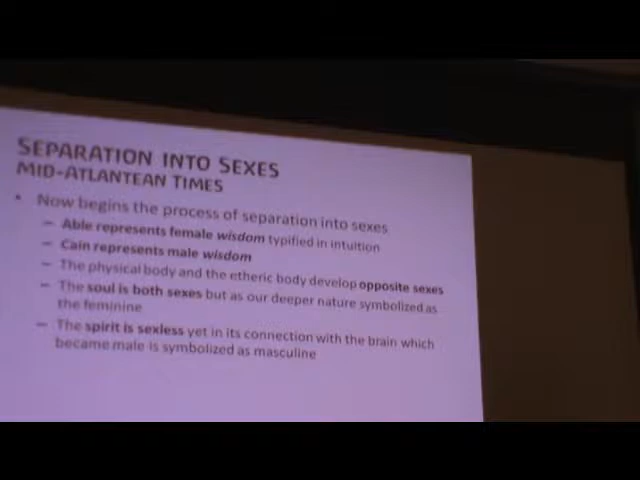 SEPARATION INTO SEXES
MID-ATLANTEAN TIMES
• Now begins the process of separation into sexes
– Able represents female wisdom typified in intuition
– Cain represents male wisdom
– The physical body and the etheric body develop opposite sexes
– The soul is both sexes but as our deeper nature symbolized as
the feminine
– The spirit is sexless yet in its connection with the brain which
became male is symbolized as masculine